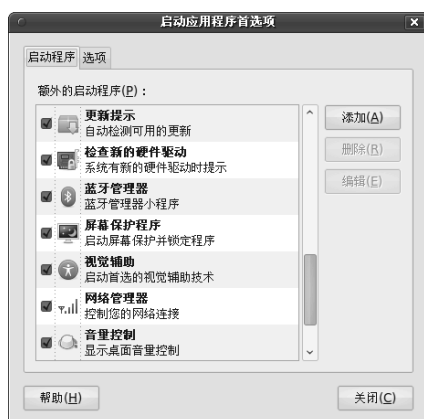 启动应用程序首选项
启动程序 选项
额外的启动程序(P)：
更新提示
自动检测可用的更新
检查新的硬件驱动
系统有新的硬件驱动时提示
蓝牙管理器
蓝牙管理器小程序
屏幕保护程序
启动屏幕保护并锁定程序
视觉辅助
启动首选的视觉辅助技术
网络管理器
控制您的网络连接
音量控制
显示桌面音量控制
添加(A)
删除(R)
编辑(E)
帮助(H)
关闭(C)